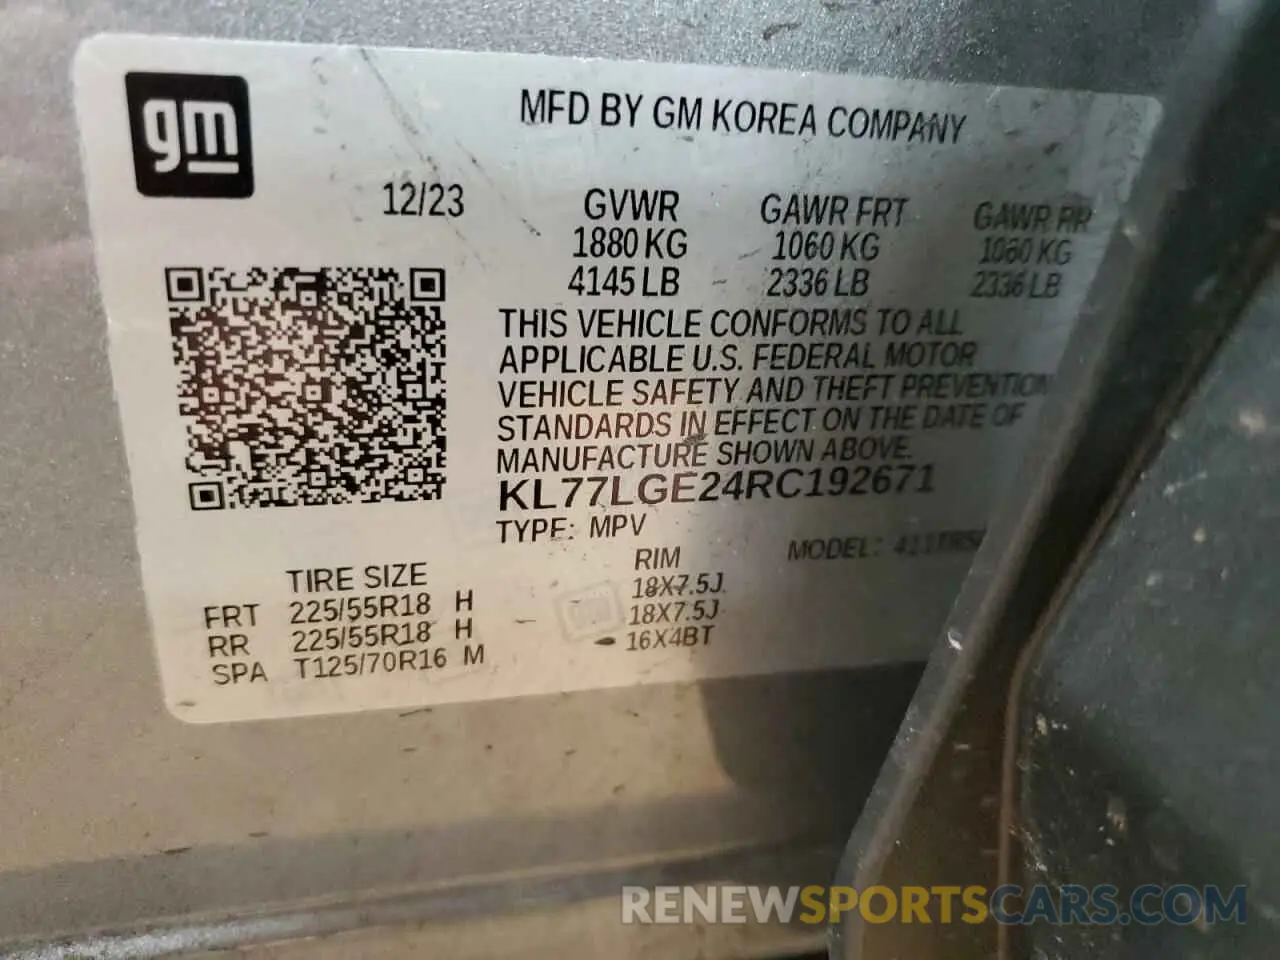 gm
MFD BY GM KOREA COMPANY
12/23
GVWR GAWR FRT GAWR RR
1880 KG 1060 KG 1060 KG
4145 LB 2336 LB 2336 LB
THIS VEHICLE CONFORMS TO ALL
APPLICABLE U.S. FEDERAL MOTOR
VEHICLE SAFETY AND THEFT PREVENTION
STANDARDS IN EFFECT ON THE DATE OF
MANUFACTURE SHOWN ABOVE.
KL77LGE24RC192671
TYPE: MPV
MODEL:
TIRE SIZE RIM
FRT 225/55R18 H 18X7.5J
RR 225/55R18 H 18X7.5J
SPA T125/70R16 M 16X4BT
RENEWSPORTSCARS.COM